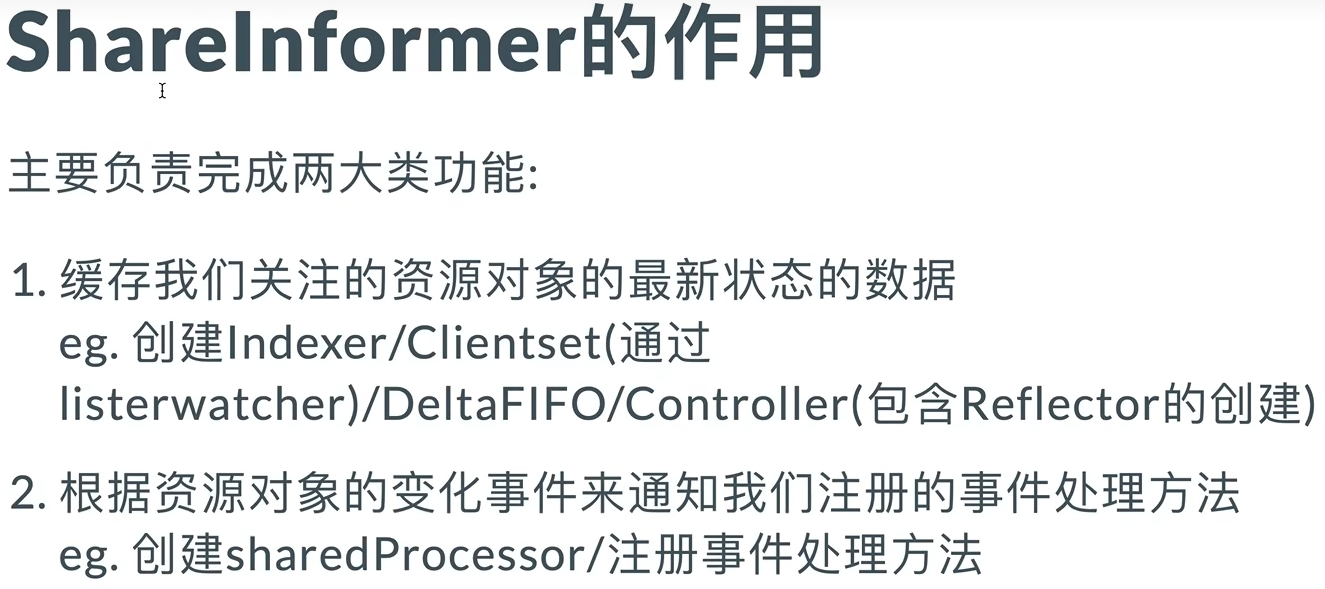 ShareInformer的作用
主要负责完成两大类功能:
1. 缓存我们关注的资源对象的最新状态的数据
eg. 创建Indexer/Clientset(通过
listerwatcher)/DeltaFIFO/Controller(包含Reflector的创建)
2. 根据资源对象的变化事件来通知我们注册的事件处理方法
eg. 创建sharedProcessor/注册事件处理方法